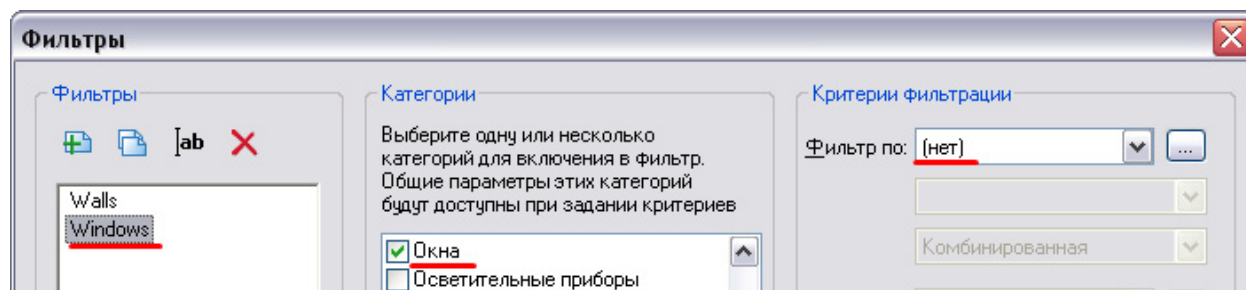 Фильтры
Фильтры
ab
Walls
Windows
Категории
Выберите одну или несколько
категорий для включения в фильтр.
Общие параметры этих категорий
будут доступны при задании критериев
Окна
Осветительные приборы
Критерии фильтрации
Фильтр по: (нет) ...
Комбинированная